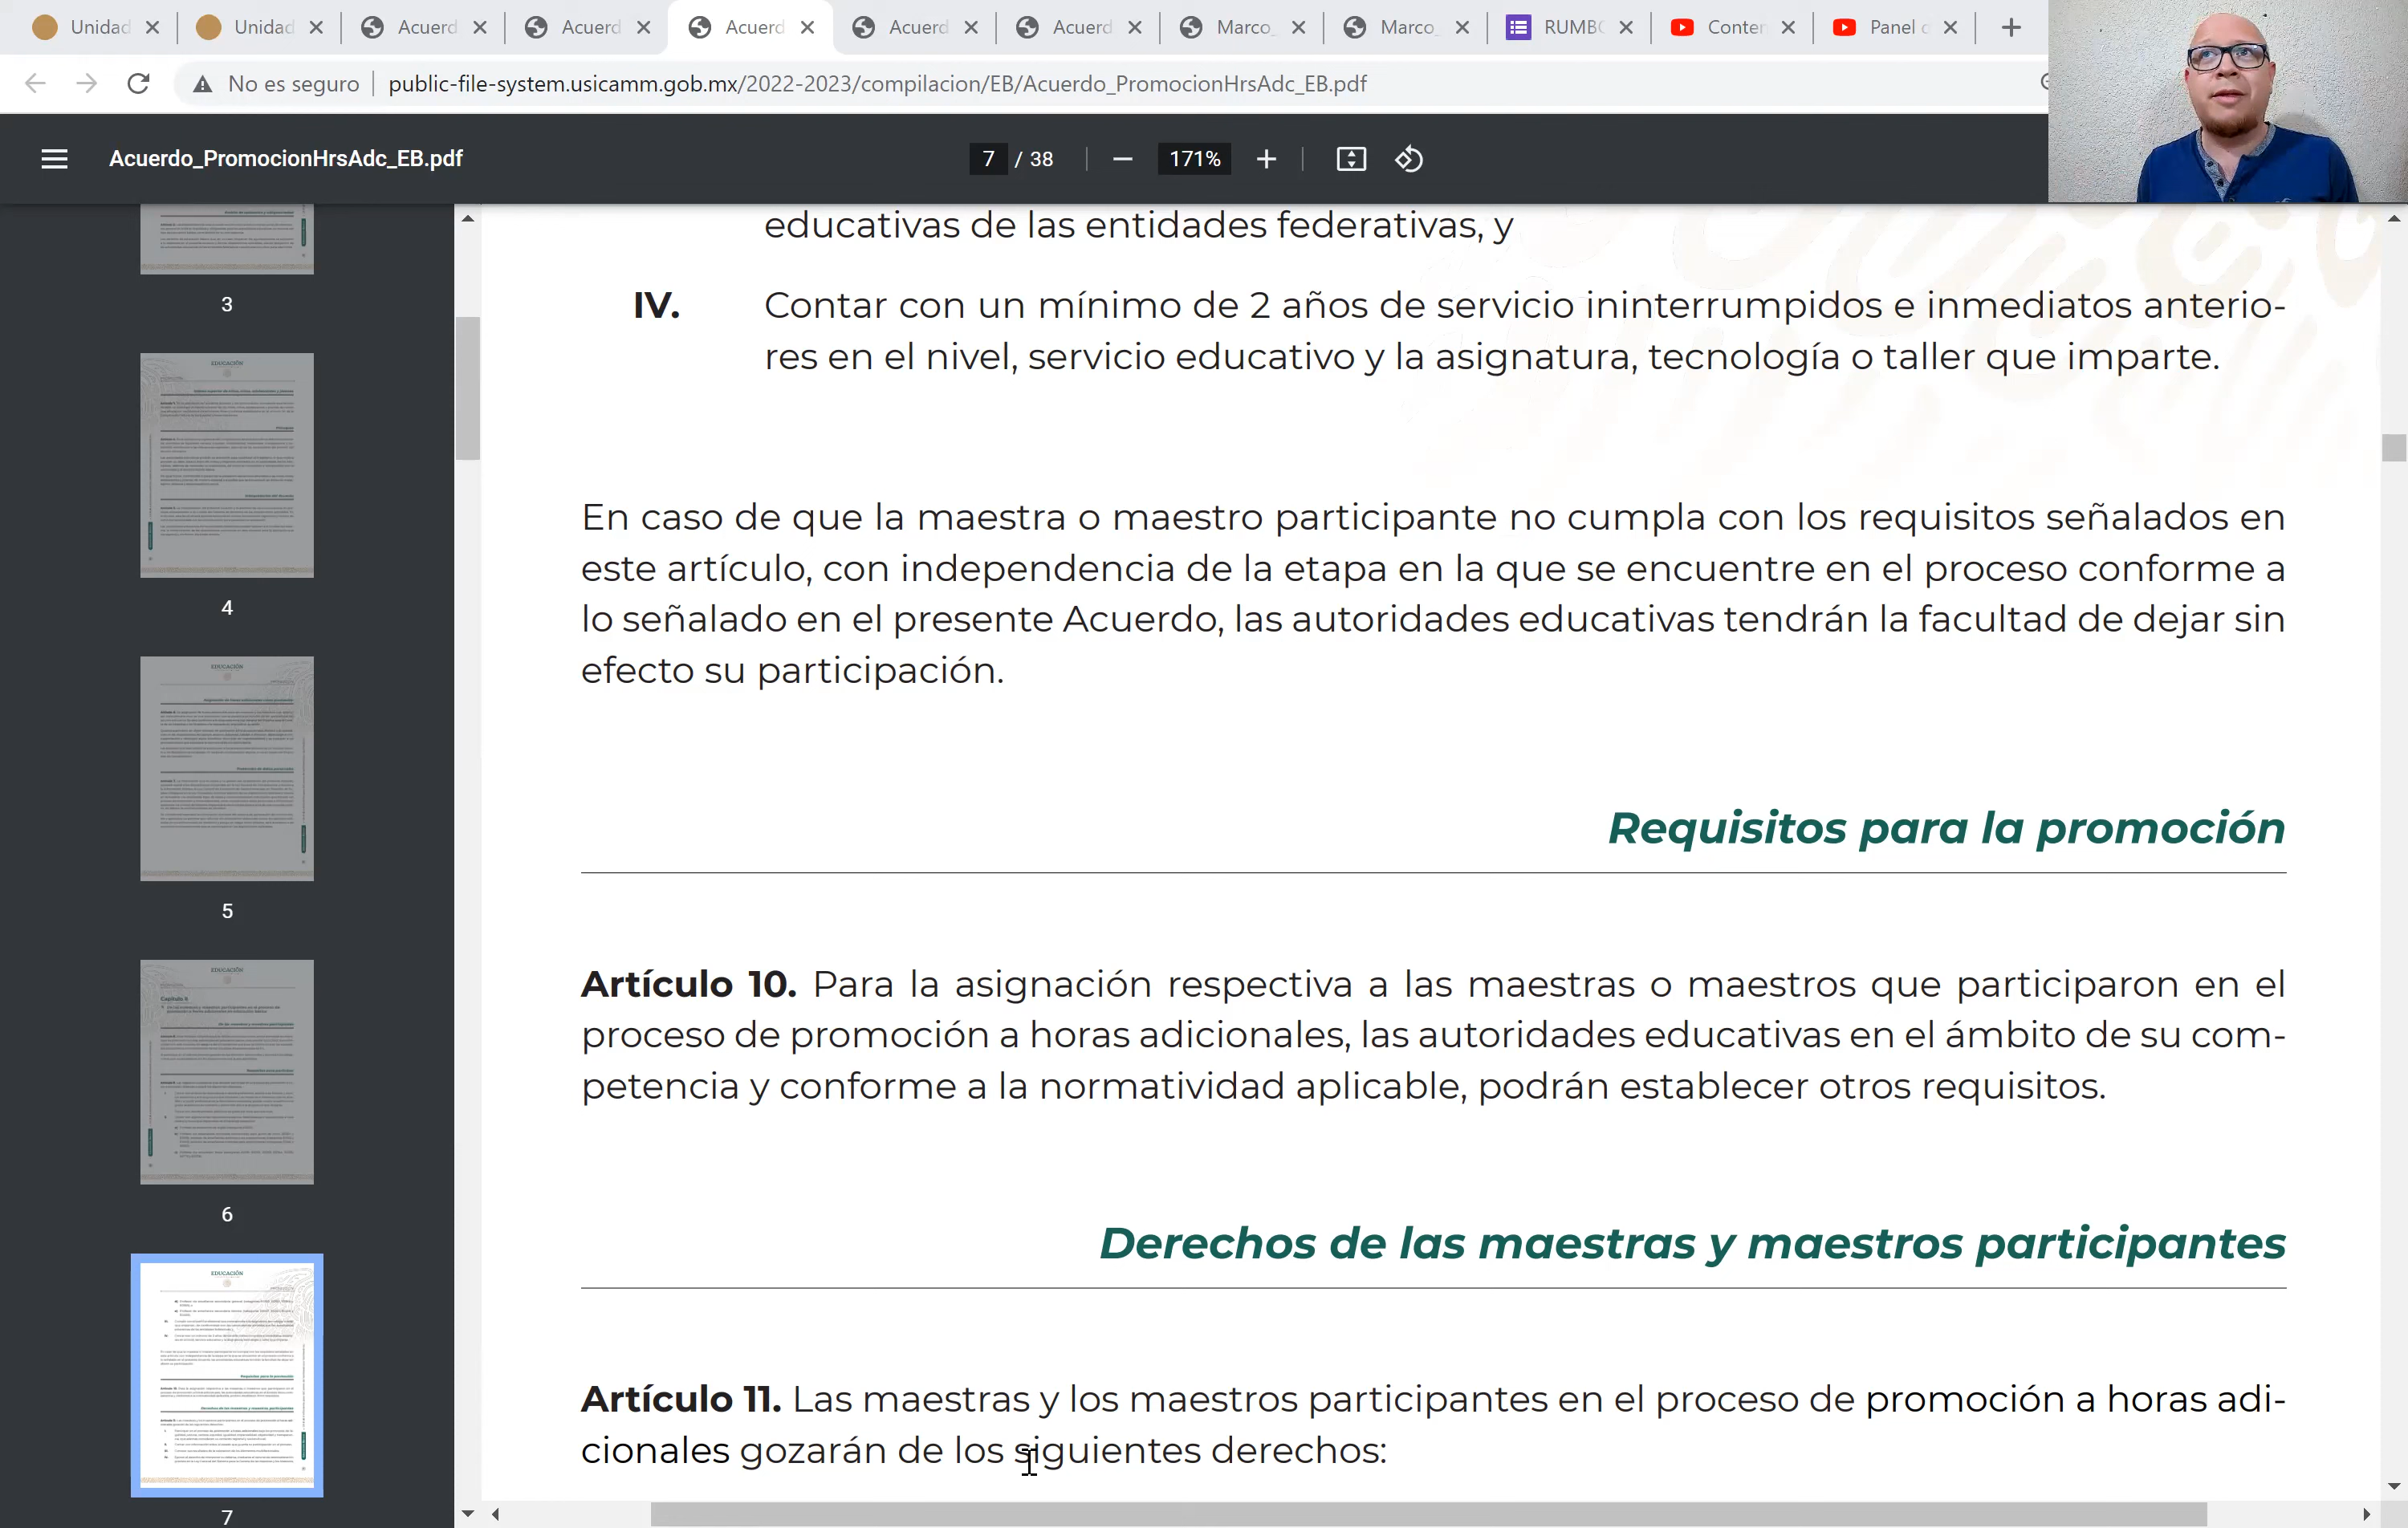 Unidad
Unidad
Acuerd
Acuerd
Acuerd
Acuerd
Acuerd
Marco_
Marco_
RUMBO
Conten
Panel
No es seguro
public-file-system.usicamm.gob.mx/2022-2023/compilacion/EB/Acuerdo_PromocionHrsAdc_EB.pdf
Acuerdo_PromocionHrsAdc_EB.pdf
7 / 38
171%
3
EDUCACIÓN
4
EDUCACIÓN
5
EDUCACIÓN
6
EDUCACIÓN
7
educativas de las entidades federativas, y
IV. Contar con un mínimo de 2 años de servicio ininterrumpidos e inmediatos anterio-
res en el nivel, servicio educativo y la asignatura, tecnología o taller que imparte.
En caso de que la maestra o maestro participante no cumpla con los requisitos señalados en
este artículo, con independencia de la etapa en la que se encuentre en el proceso conforme a
lo señalado en el presente Acuerdo, las autoridades educativas tendrán la facultad de dejar sin
efecto su participación.
Requisitos para la promoción
Artículo 10. Para la asignación respectiva a las maestras o maestros que participaron en el
proceso de promoción a horas adicionales, las autoridades educativas en el ámbito de su com-
petencia y conforme a la normatividad aplicable, podrán establecer otros requisitos.
Derechos de las maestras y maestros participantes
Artículo 11. Las maestras y los maestros participantes en el proceso de promoción a horas adi-
cionales gozarán de los siguientes derechos: